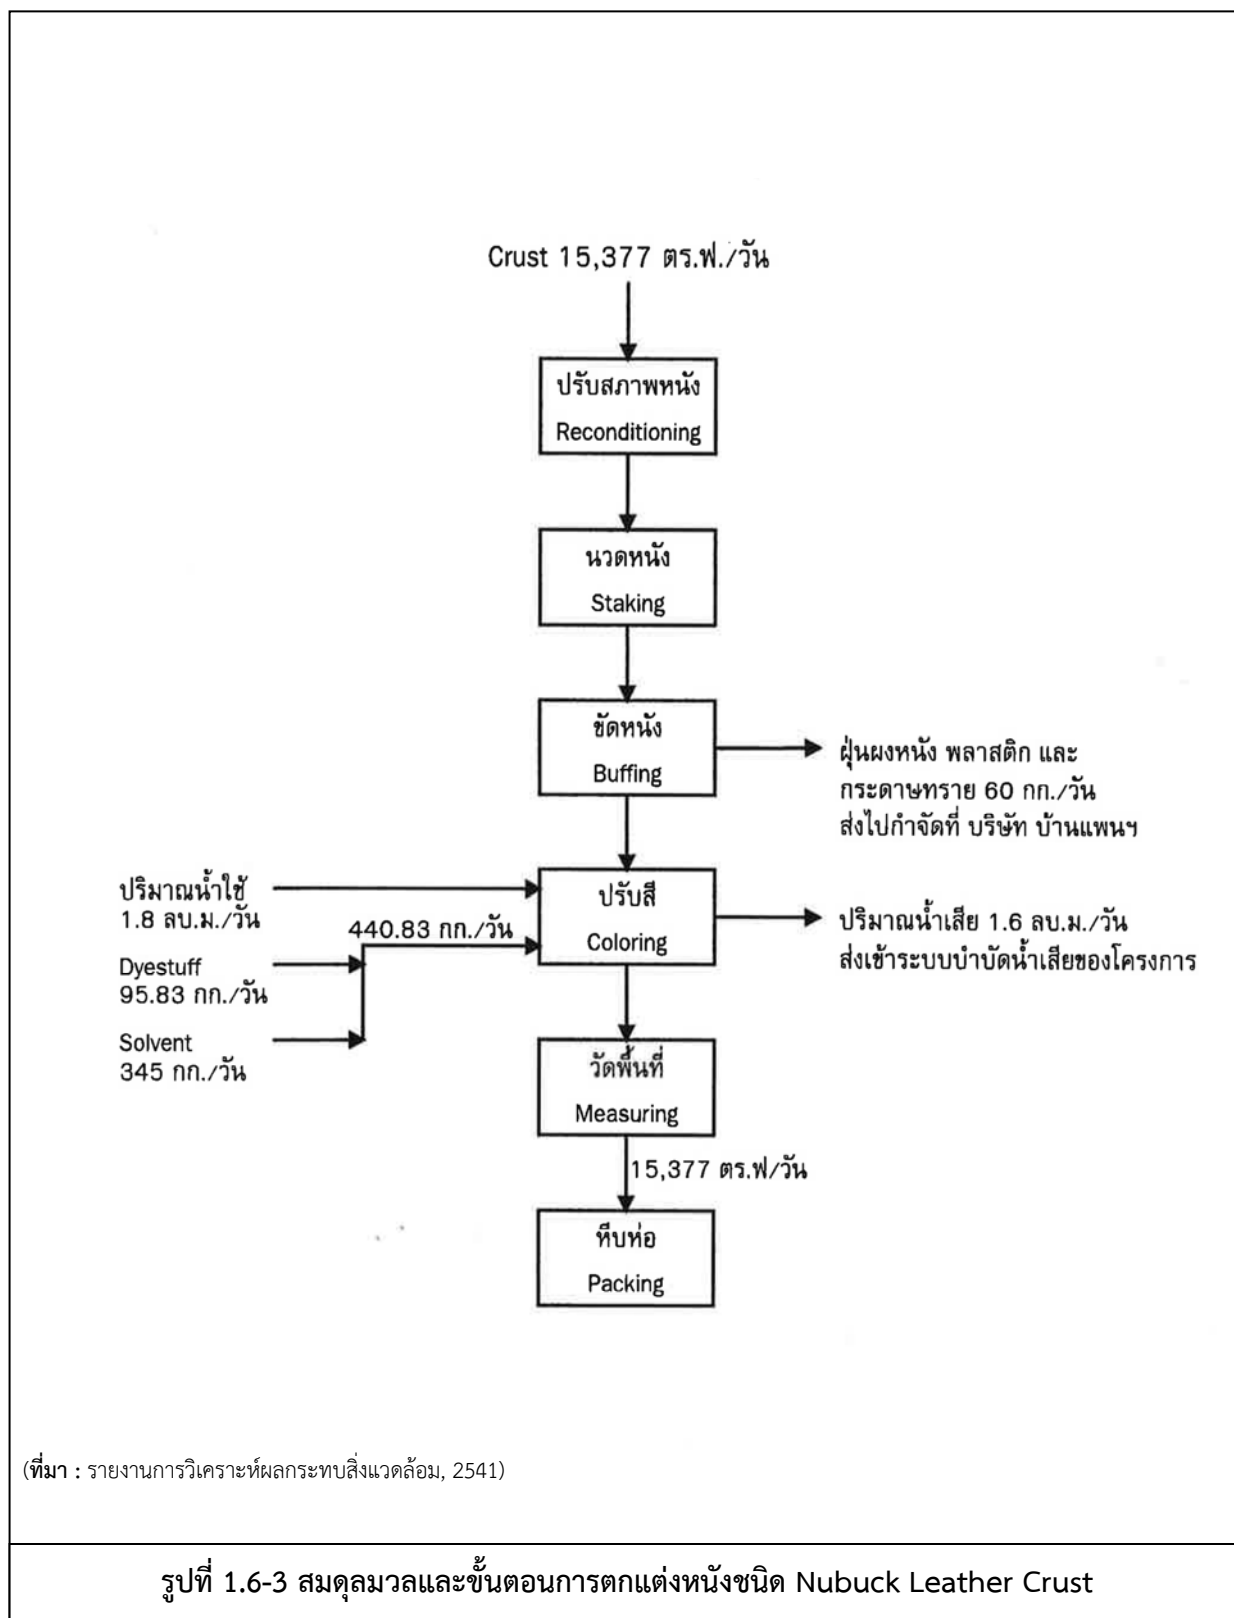 Crust 15,377 ตร.ฟ./วัน
ปรับสภาพหนัง
Reconditioning
นวดหนัง
Staking
ขัดหนัง
Buffing
ฝุ่นผงหนัง พลาสติก และ
กระดาษทราย 60 กก./วัน
ส่งไปกำจัดที่ บริษัท บ้านแพนฯ
ปริมาณน้ำใช้
1.8 ลบ.ม./วัน
440.83 กก./วัน
Dyestuff
95.83 กก./วัน
Solvent
345 กก./วัน
ปรับสี
Coloring
ปริมาณน้ำเสีย 1.6 ลบ.ม./วัน
ส่งเข้าระบบบำบัดน้ำเสียของโครงการ
วัดพื้นที่
Measuring
15,377 ตร.ฟ/วัน
หีบห่อ
Packing
(ที่มา : รายงานการวิเคราะห์ผลกระทบสิ่งแวดล้อม, 2541)
รูปที่ 1.6-3 สมดุลมวลและขั้นตอนการตกแต่งหนังชนิด Nubuck Leather Crust